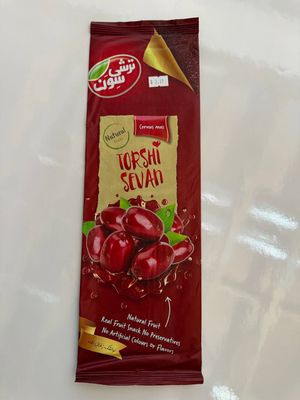 ترشی
سون
Natural
Cornus mas
TORSHI
SEVAN
Natural Fruit
Real Fruit Snack No Preservatives
No Artificial Colours or Flavors